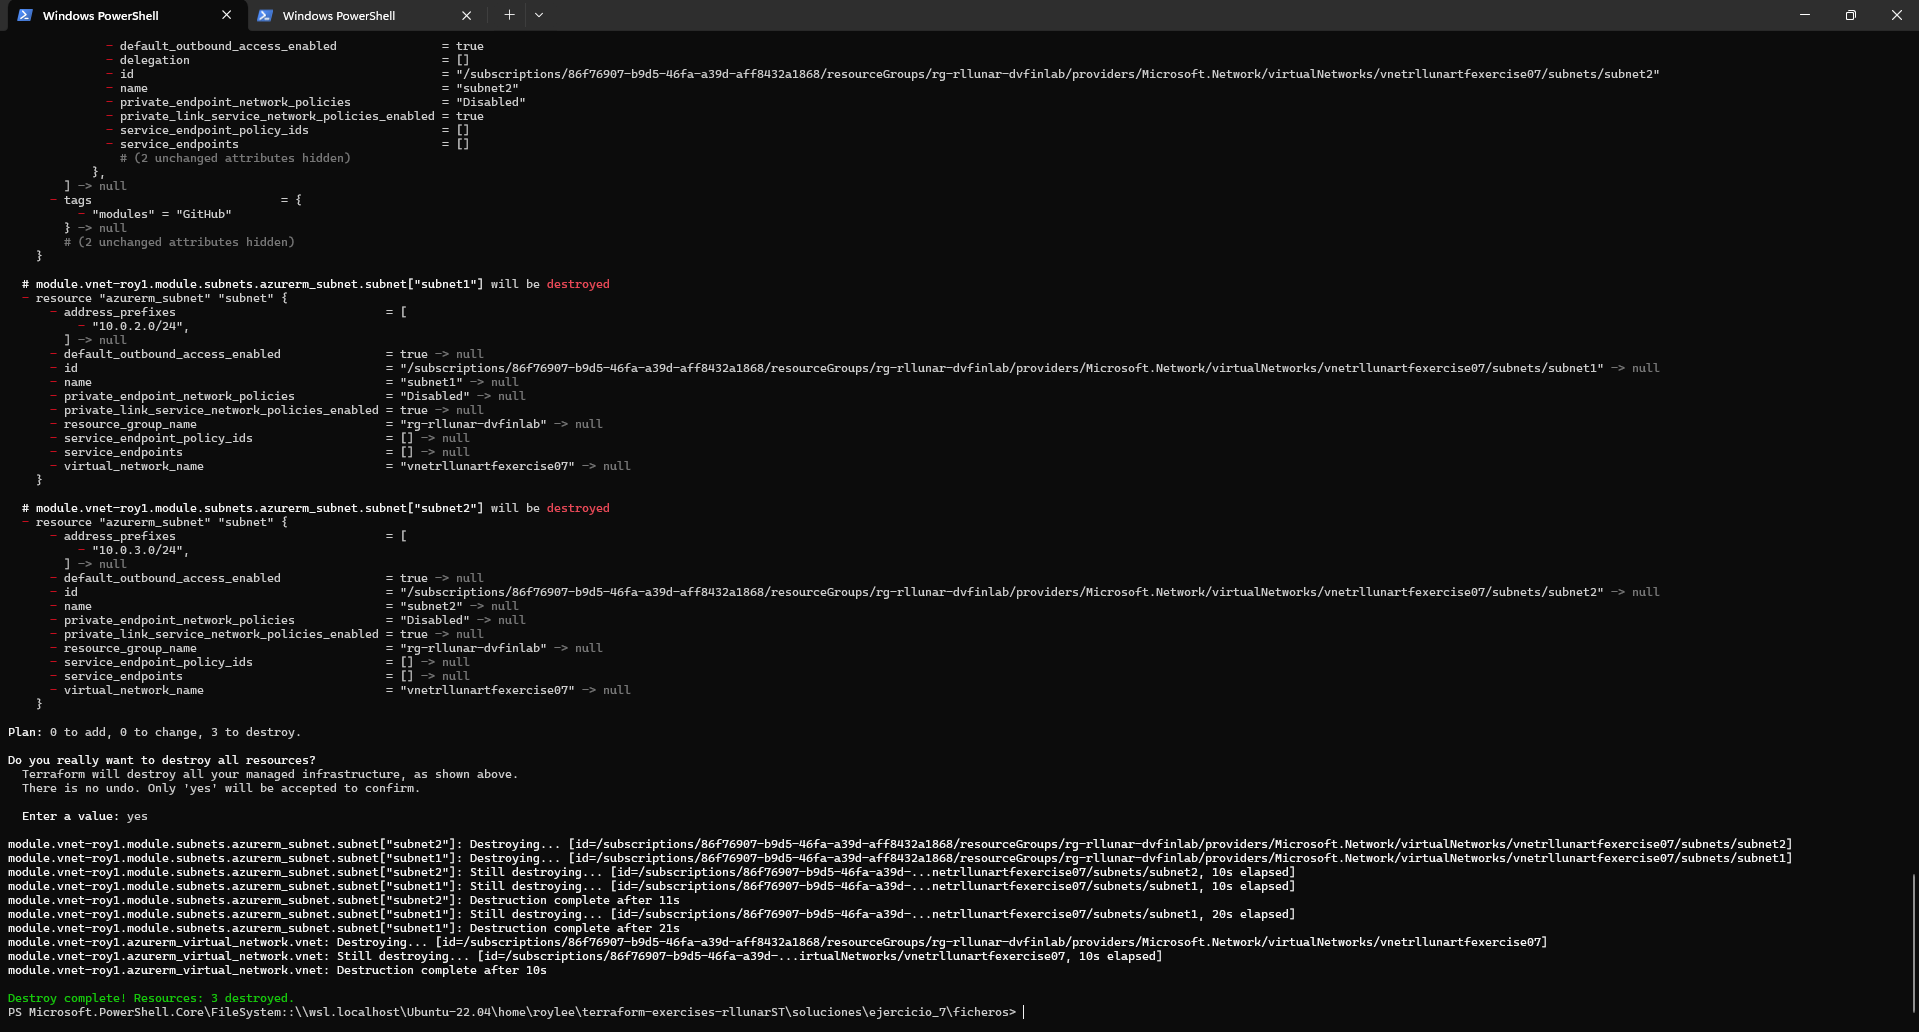 Windows PowerShell
Windows PowerShell
- default_outbound_access_enabled = true
- delegation = []
- id = "/subscriptions/86f76907-b9d5-46fa-a39d-aff8432a1868/resourceGroups/rg-rllunar-dvfinlab/providers/Microsoft.Network/virtualNetworks/vnetrllunartfexercise07/subnets/subnet2"
- name = "subnet2"
- private_endpoint_network_policies = "Disabled"
- private_link_service_network_policies_enabled = true
- service_endpoint_policy_ids = []
- service_endpoints = []
# (2 unchanged attributes hidden)
},
] -> null
- tags = {
- "modules" = "GitHub"
} -> null
# (2 unchanged attributes hidden)
}
# module.vnet-roy1.module.subnets.azurerm_subnet.subnet["subnet1"] will be destroyed
- resource "azurerm_subnet" "subnet" {
- address_prefixes = [
- "10.0.2.0/24",
] -> null
- default_outbound_access_enabled = true -> null
- id = "/subscriptions/86f76907-b9d5-46fa-a39d-aff8432a1868/resourceGroups/rg-rllunar-dvfinlab/providers/Microsoft.Network/virtualNetworks/vnetrllunartfexercise07/subnets/subnet1" -> null
- name = "subnet1" -> null
- private_endpoint_network_policies = "Disabled" -> null
- private_link_service_network_policies_enabled = true -> null
- resource_group_name = "rg-rllunar-dvfinlab" -> null
- service_endpoint_policy_ids = [] -> null
- service_endpoints = [] -> null
- virtual_network_name = "vnetrllunartfexercise07" -> null
}
# module.vnet-roy1.module.subnets.azurerm_subnet.subnet["subnet2"] will be destroyed
- resource "azurerm_subnet" "subnet" {
- address_prefixes = [
- "10.0.3.0/24",
] -> null
- default_outbound_access_enabled = true -> null
- id = "/subscriptions/86f76907-b9d5-46fa-a39d-aff8432a1868/resourceGroups/rg-rllunar-dvfinlab/providers/Microsoft.Network/virtualNetworks/vnetrllunartfexercise07/subnets/subnet2" -> null
- name = "subnet2" -> null
- private_endpoint_network_policies = "Disabled" -> null
- private_link_service_network_policies_enabled = true -> null
- resource_group_name = "rg-rllunar-dvfinlab" -> null
- service_endpoint_policy_ids = [] -> null
- service_endpoints = [] -> null
- virtual_network_name = "vnetrllunartfexercise07" -> null
}
Plan: 0 to add, 0 to change, 3 to destroy.
Do you really want to destroy all resources?
Terraform will destroy all your managed infrastructure, as shown above.
There is no undo. Only 'yes' will be accepted to confirm.
Enter a value: yes
module.vnet-roy1.module.subnets.azurerm_subnet.subnet["subnet2"]: Destroying... [id=/subscriptions/86f76907-b9d5-46fa-a39d-aff8432a1868/resourceGroups/rg-rllunar-dvfinlab/providers/Microsoft.Network/virtualNetworks/vnetrllunartfexercise07/subnets/subnet2]
module.vnet-roy1.module.subnets.azurerm_subnet.subnet["subnet1"]: Destroying... [id=/subscriptions/86f76907-b9d5-46fa-a39d-aff8432a1868/resourceGroups/rg-rllunar-dvfinlab/providers/Microsoft.Network/virtualNetworks/vnetrllunartfexercise07/subnets/subnet1]
module.vnet-roy1.module.subnets.azurerm_subnet.subnet["subnet2"]: Still destroying... [id=/subscriptions/86f76907-b9d5-46fa-a39d-...netrllunartfexercise07/subnets/subnet2, 10s elapsed]
module.vnet-roy1.module.subnets.azurerm_subnet.subnet["subnet1"]: Still destroying... [id=/subscriptions/86f76907-b9d5-46fa-a39d-...netrllunartfexercise07/subnets/subnet1, 10s elapsed]
module.vnet-roy1.module.subnets.azurerm_subnet.subnet["subnet2"]: Destruction complete after 11s
module.vnet-roy1.module.subnets.azurerm_subnet.subnet["subnet1"]: Still destroying... [id=/subscriptions/86f76907-b9d5-46fa-a39d-...netrllunartfexercise07/subnets/subnet1, 20s elapsed]
module.vnet-roy1.module.subnets.azurerm_subnet.subnet["subnet1"]: Destruction complete after 21s
module.vnet-roy1.azurerm_virtual_network.vnet: Destroying... [id=/subscriptions/86f76907-b9d5-46fa-a39d-aff8432a1868/resourceGroups/rg-rllunar-dvfinlab/providers/Microsoft.Network/virtualNetworks/vnetrllunartfexercise07]
module.vnet-roy1.azurerm_virtual_network.vnet: Still destroying... [id=/subscriptions/86f76907-b9d5-46fa-a39d-...irtualNetworks/vnetrllunartfexercise07, 10s elapsed]
module.vnet-roy1.azurerm_virtual_network.vnet: Destruction complete after 10s
Destroy complete! Resources: 3 destroyed.
PS Microsoft.PowerShell.Core\FileSystem::\\wsl.localhost\Ubuntu-22.04\home\roylee\terraform-exercises-rllunarST\soluciones\ejercicio_7\ficheros>